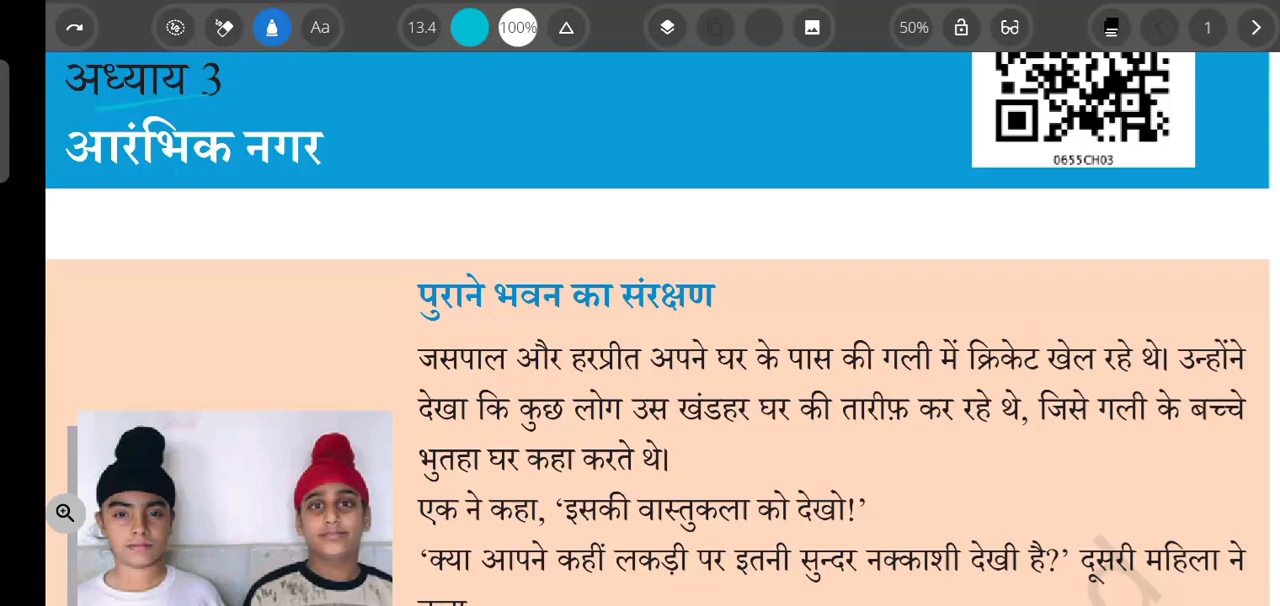 Aa
13.4
100%
50%
1
अध्याय 3
आरंभिक नगर
0655CH03
पुराने भवन का संरक्षण
जसपाल और हरप्रीत अपने घर के पास की गली में क्रिकेट खेल रहे थे। उन्होंने
देखा कि कुछ लोग उस खंडहर घर की तारीफ़ कर रहे थे, जिसे गली के बच्चे
भुतहा घर कहा करते थे।
एक ने कहा, ‘इसकी वास्तुकला को देखो!’
‘क्या आपने कहीं लकड़ी पर इतनी सुन्दर नक्काशी देखी है?’ दूसरी महिला ने